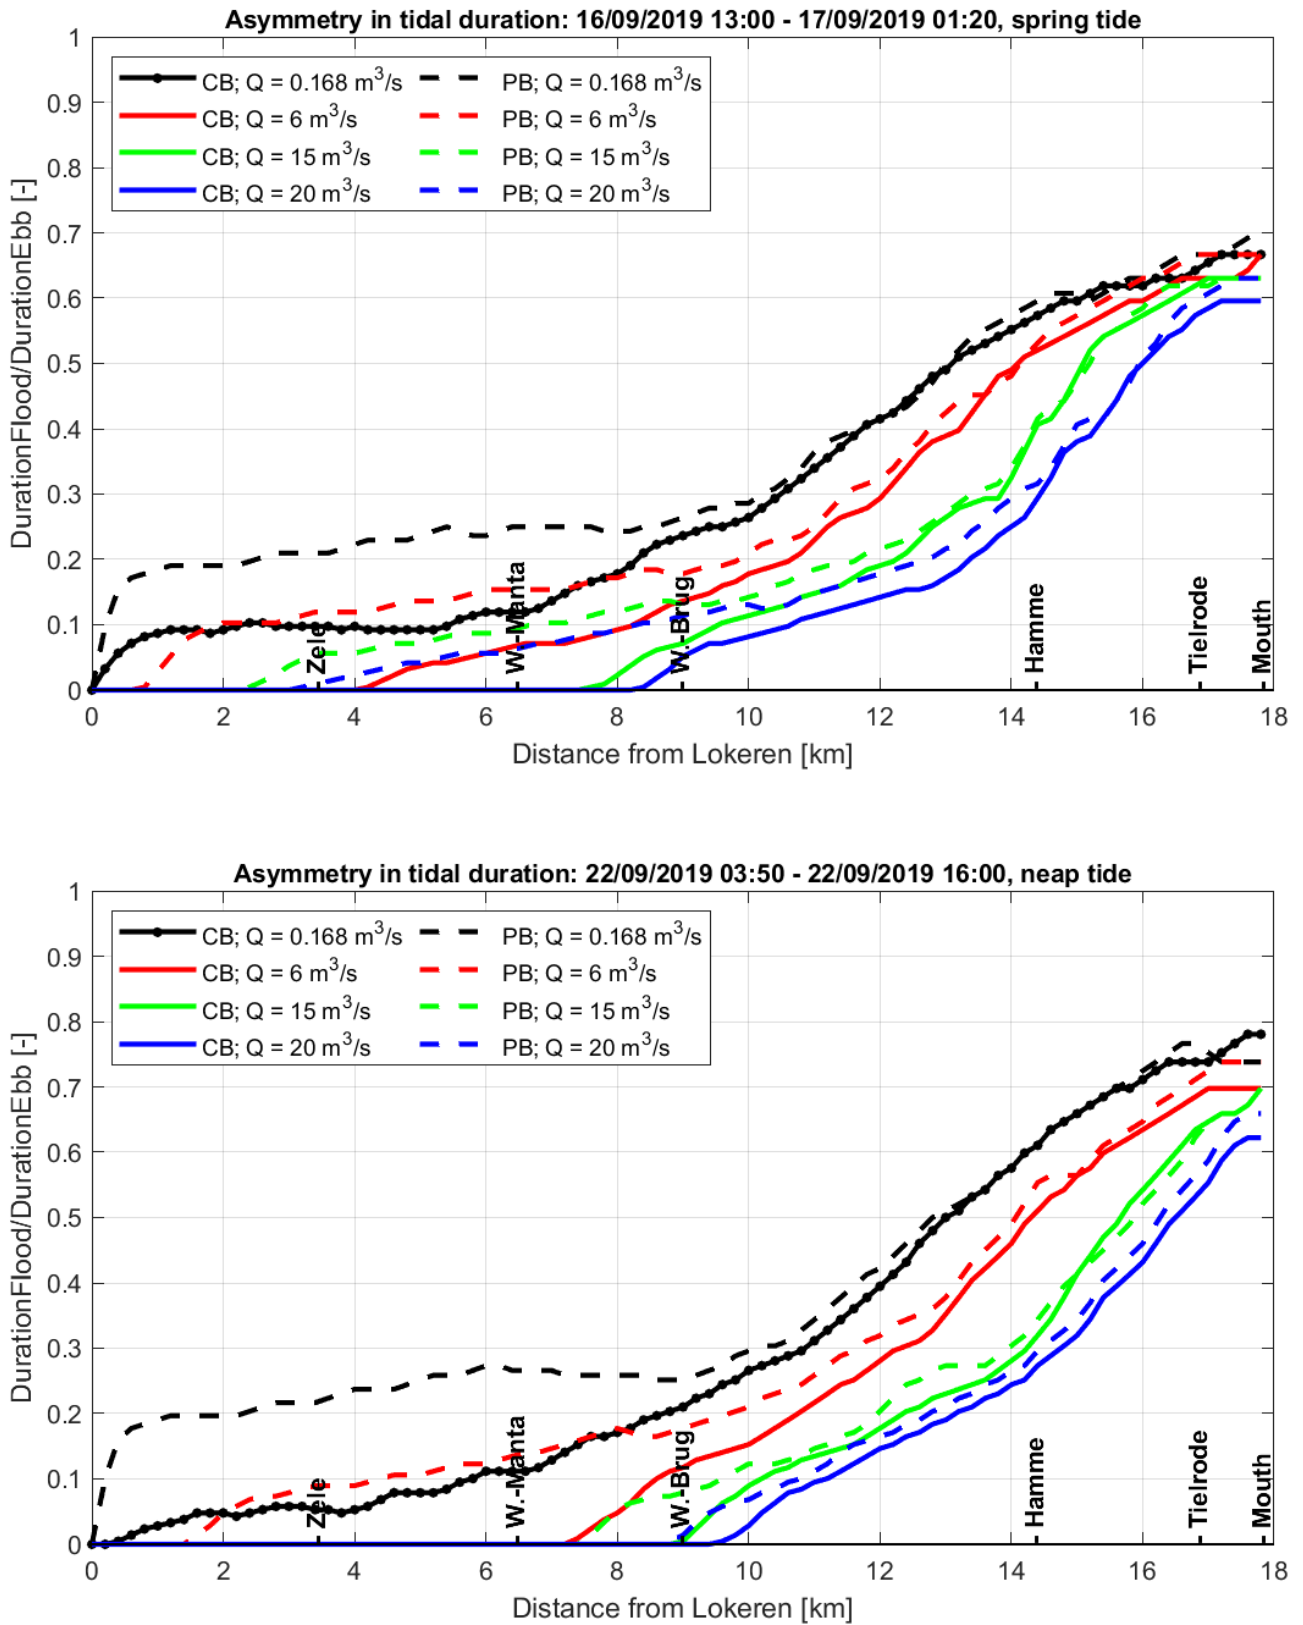 Asymmetry in tidal duration: 16/09/2019 13:00 - 17/09/2019 01:20, spring tide
CB; Q = 0.168 m³/s PB; Q = 0.168 m³/s
CB; Q = 6 m³/s PB; Q = 6 m³/s
CB; Q = 15 m³/s PB; Q = 15 m³/s
CB; Q = 20 m³/s PB; Q = 20 m³/s
DurationFlood/DurationEbb [-]
1
0.9
0.8
0.7
0.6
0.5
0.4
0.3
0.2
0.1
0
Zele
W.-Manta
W.-Brug
Hamme
Tielrode
Mouth
0 2 4 6 8 10 12 14 16 18
Distance from Lokeren [km]
Asymmetry in tidal duration: 22/09/2019 03:50 - 22/09/2019 16:00, neap tide
CB; Q = 0.168 m³/s PB; Q = 0.168 m³/s
CB; Q = 6 m³/s PB; Q = 6 m³/s
CB; Q = 15 m³/s PB; Q = 15 m³/s
CB; Q = 20 m³/s PB; Q = 20 m³/s
DurationFlood/DurationEbb [-]
1
0.9
0.8
0.7
0.6
0.5
0.4
0.3
0.2
0.1
0
Zele
W.-Manta
W.-Brug
Hamme
Tielrode
Mouth
0 2 4 6 8 10 12 14 16 18
Distance from Lokeren [km]